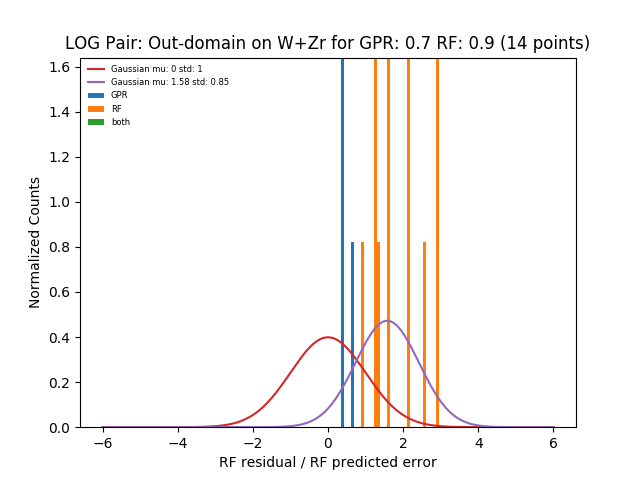 LOG Pair: Out-domain on W+Zr for GPR: 0.7 RF: 0.9 (14 points)
Gaussian mu: 0 std: 1
Gaussian mu: 1.58 std: 0.85
GPR
RF
both
Normalized Counts
1.6
1.4
1.2
1.0
0.8
0.6
0.4
0.2
0.0
−6 −4 −2 0 2 4 6
RF residual / RF predicted error